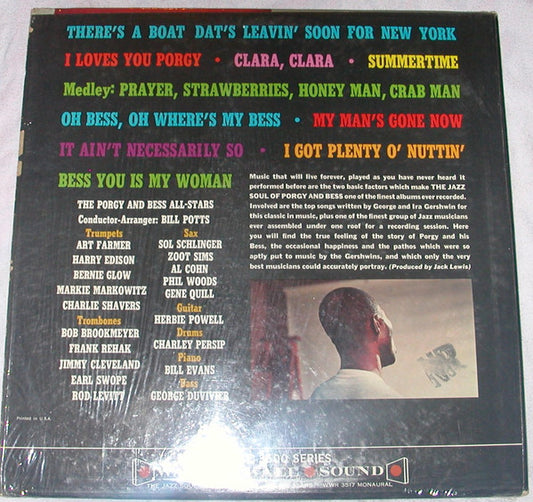 THERE'S A BOAT DAT'S LEAVIN' SOON FOR NEW YORK
I LOVES YOU PORGY • CLARA, CLARA • SUMMERTIME
Medley: PRAYER, STRAWBERRIES, HONEY MAN, CRAB MAN
OH BESS, OH WHERE'S MY BESS • MY MAN'S GONE NOW
IT AIN'T NECESSARILY SO • I GOT PLENTY O' NUTTIN'
BESS YOU IS MY WOMAN
THE PORGY AND BESS ALL-STARS
Conductor-Arranger: BILL POTTS
Trumpets
ART FARMER
HARRY EDISON
BERNIE GLOW
MARKIE MARKOWITZ
CHARLIE SHAVERS
Trombones
BOB BROOKMEYER
FRANK REHAK
JIMMY CLEVELAND
EARL SWOPE
ROD LEVITT
Sax
SOL SCHLINGER
ZOOT SIMS
AL COHN
PHIL WOODS
GENE QUILL
Guitar
HERBIE POWELL
Drums
CHARLEY PERSIP
Piano
BILL EVANS
Bass
GEORGE DUVIVIER
Music that will live forever, played as you have never heard it
performed before are the two basic factors which make THE JAZZ
SOUL OF PORGY AND BESS one of the finest albums ever recorded.
Involved are the top songs written by George and Ira Gershwin for
this classic in music, plus one of the finest group of Jazz musicians
ever assembled under one roof for a recording session. Here
you will find the true feeling of the story of Porgy and his
Bess, the occasional happiness and the pathos which were so
aptly put to music by the Gershwins, and which only the very
best musicians could accurately portray. (Produced by Jack Lewis)
Printed in U.S.A.
SERIES
SOUND
THE JAZZ
WWR 3517 MONAURAL